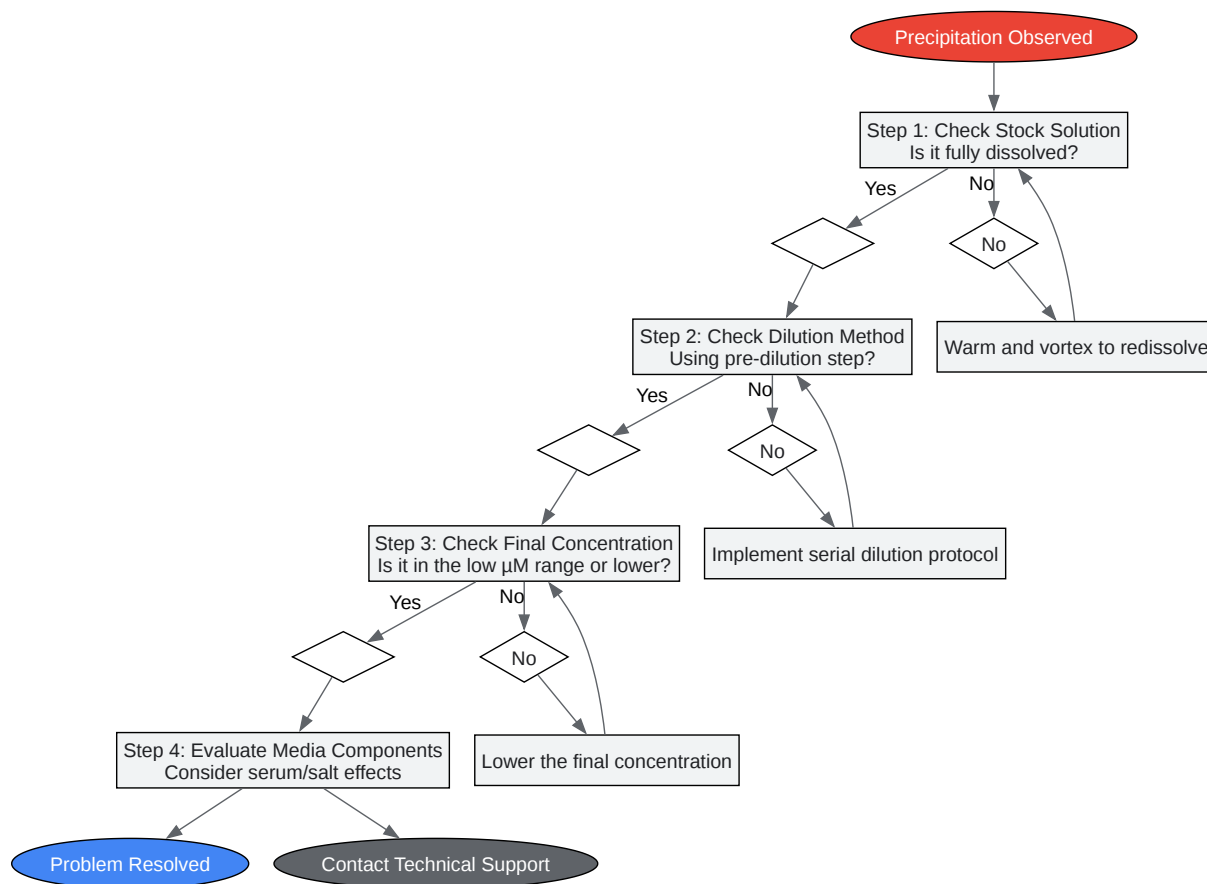 Precipitation Observed
Step 1: Check Stock Solution
Is it fully dissolved?
Yes
No
No
Warm and vortex to redissolve
Step 2: Check Dilution Method
Using pre-dilution step?
Yes
No
No
Implement serial dilution protocol
Step 3: Check Final Concentration
Is it in the low µM range or lower?
Yes
No
No
Lower the final concentration
Step 4: Evaluate Media Components
Consider serum/salt effects
Problem Resolved
Contact Technical Support